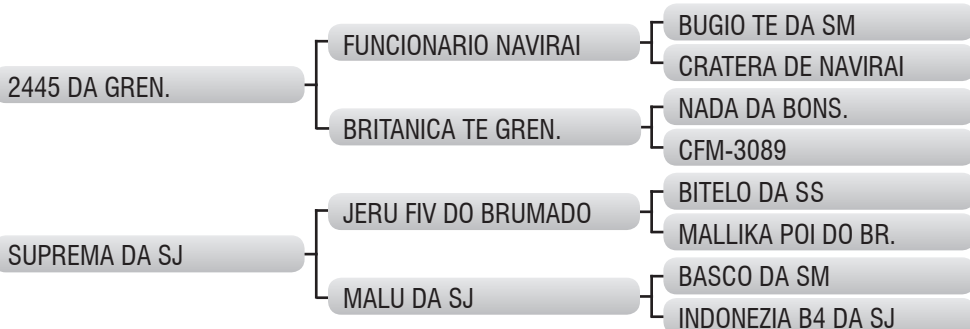 BUGIO TE DA SM
FUNCIONARIO NAVIRAI
CRATERA DE NAVIRAI
2445 DA GREN.
NADA DA BONS.
BRITANICA TE GREN.
CFM-3089
BITELO DA SS
JERU FIV DO BRUMADO
MALLIKA POI DO BR.
SUPREMA DA SJ
BASCO DA SM
MALU DA SJ
INDONEZIA B4 DA SJ